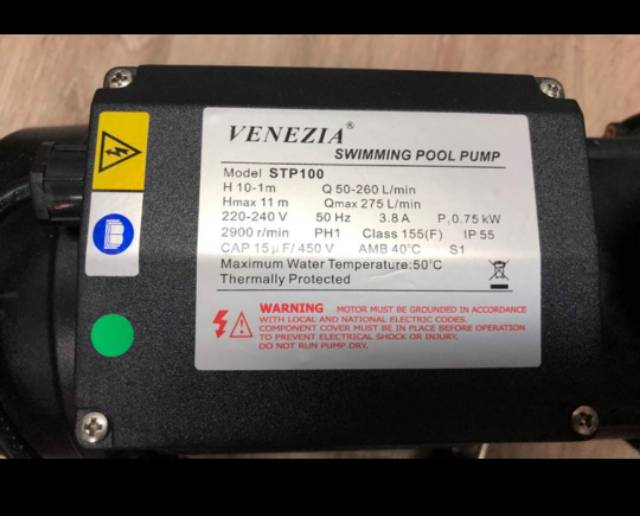 VENEZIA®
SWIMMING POOL PUMP
Model STP100
H 10-1m Q 50-260 L/min
Hmax 11 m Qmax 275 L/min
220-240 V 50 Hz 3.8 A P₁ 0.75 kW
2900 r/min PH1 Class 155(F) IP 55
CAP 15 µF/ 450 V AMB 40°C S1
Maximum Water Temperature:50°C
Thermally Protected
WARNING MOTOR MUST BE GROUNDED IN ACCORDANCE
WITH LOCAL AND NATIONAL ELECTRIC CODES.
COMPONENT COVER MUST BE IN PLACE BEFORE OPERATION
TO PREVENT ELECTRICAL SHOCK OR INJURY.
DO NOT RUN PUMP DRY.